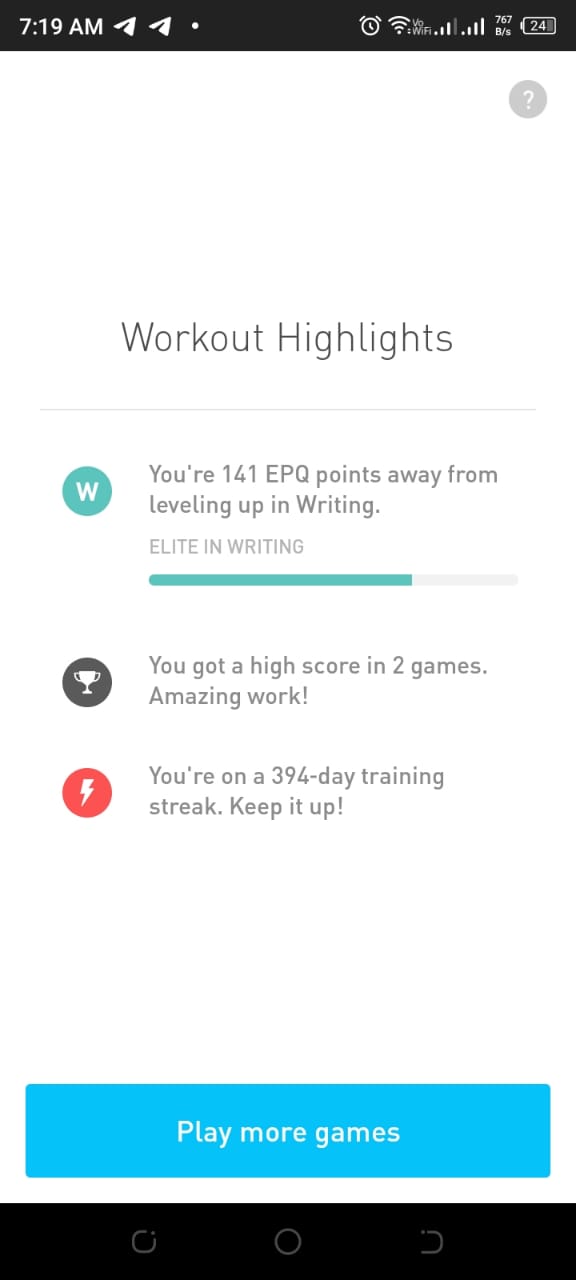 7:19 AM
Vo
WiFi
767
B/s
24
?
Workout Highlights
W
You're 141 EPQ points away from
leveling up in Writing.
ELITE IN WRITING
You got a high score in 2 games.
Amazing work!
You're on a 394-day training
streak. Keep it up!
Play more games